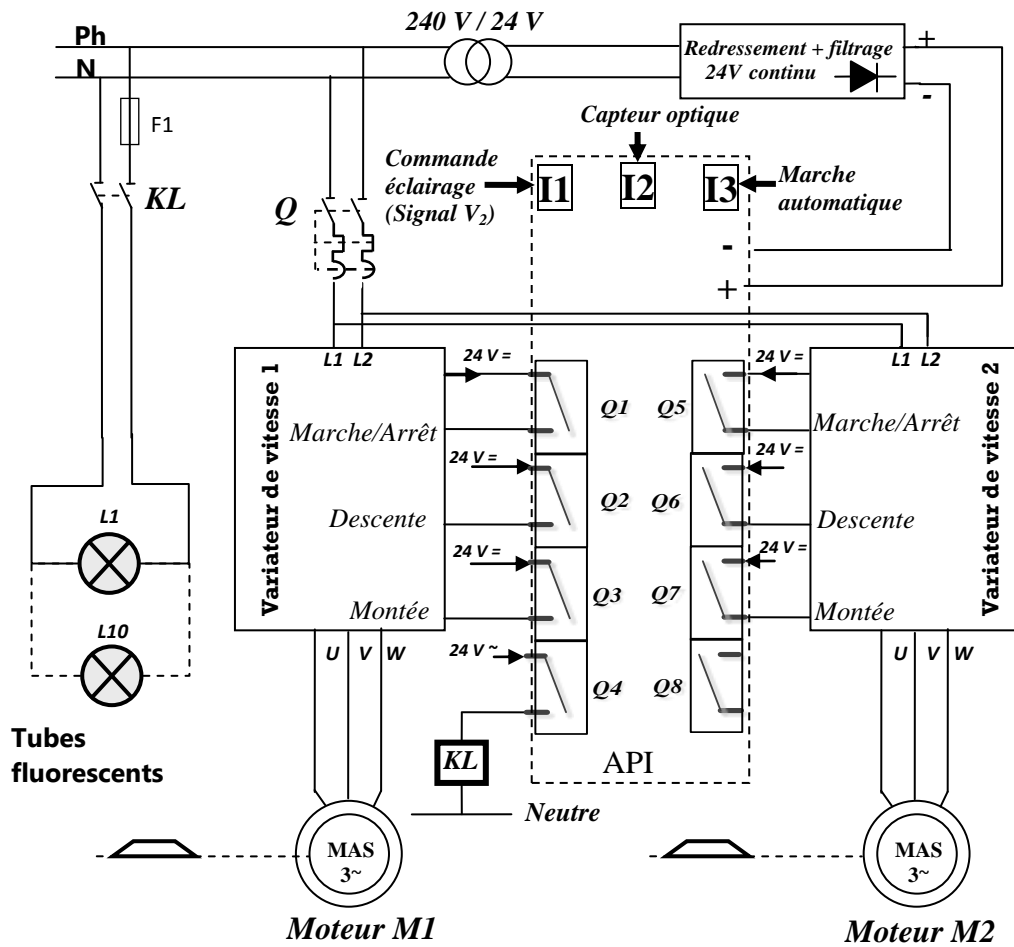 240 V / 24 V
Ph
N
Redressement + filtrage
24V continu
+
-
F1
Capteur optique
Commande
éclairage
(Signal V2)
I1
I2
I3
Marche
automatique
KL
Q
-
+
L1 L2
L1 L2
Variateur de vitesse 1
Marche/Arrêt
Descente
Montée
24 V =
24 V =
24 V =
24 V ~
Q1
Q2
Q3
Q4
Q5
Q6
Q7
Q8
24 V =
24 V =
24 V =
Marche/Arrêt
Descente
Montée
Variateur de vitesse 2
L1
L10
Tubes
fluorescents
U V W
U V W
KL
API
Neutre
MAS
3~
MAS
3~
Moteur M1
Moteur M2